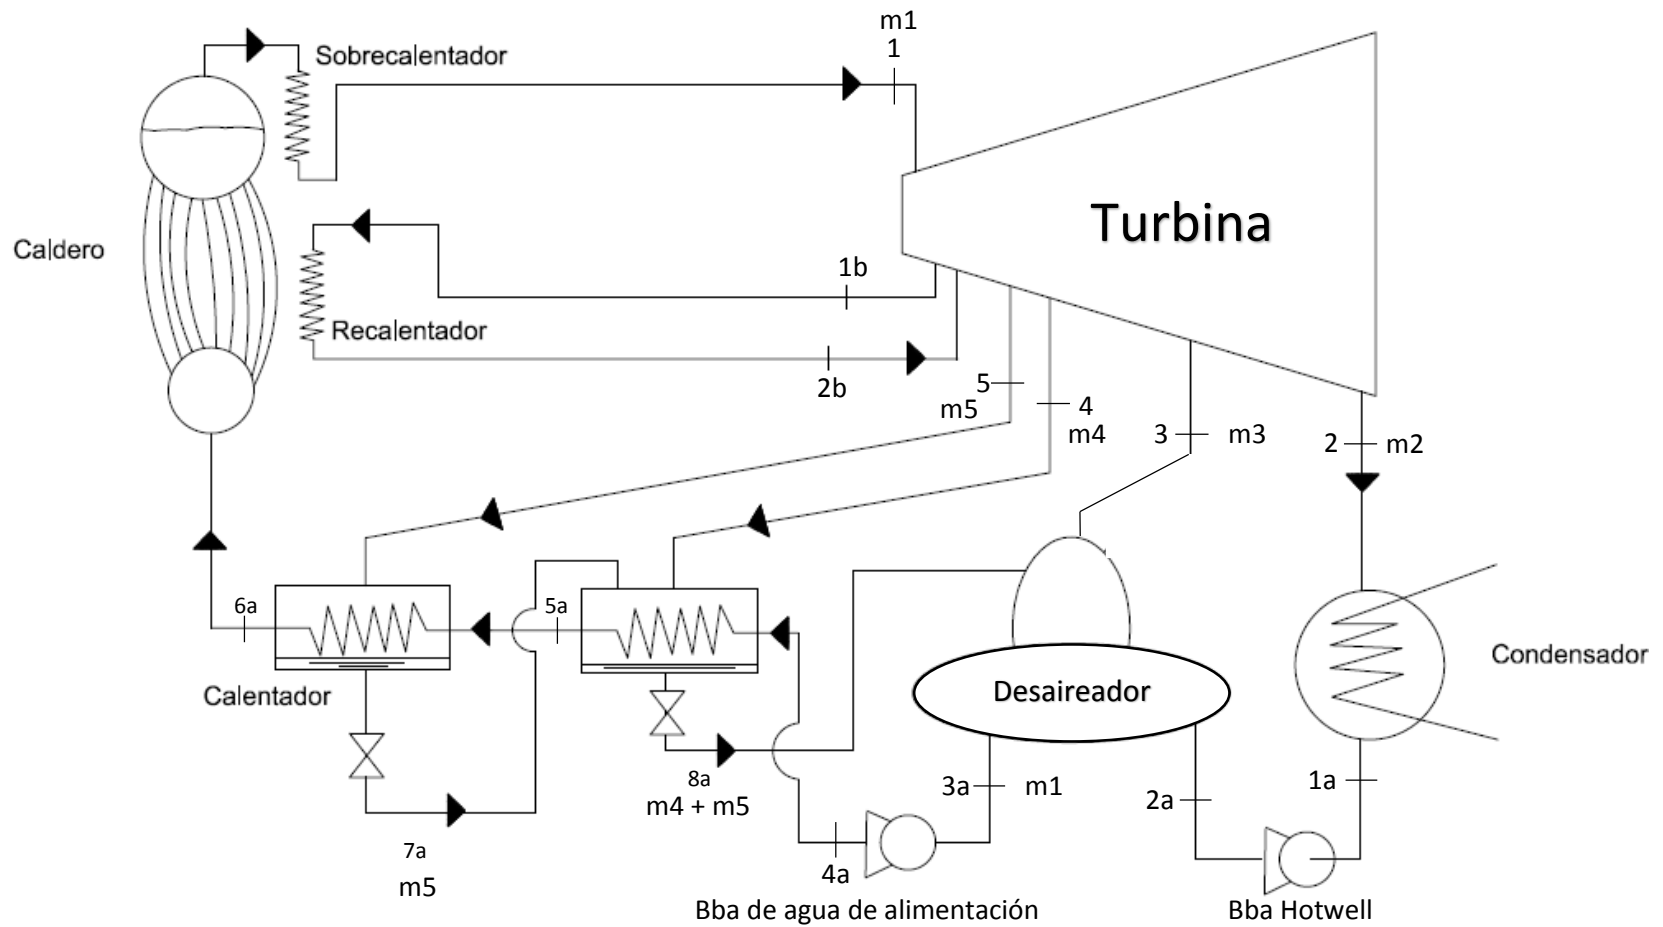 m1
1
Sobrecalentador
Turbina
Caldero
1b
Recalentador
2b
5
m5
4
m4
3
m3
2
m2
6a
5a
Condensador
Calentador
Desaireador
8a
m4 + m5
3a
m1
2a
1a
7a
m5
4a
Bba de agua de alimentación
Bba Hotwell